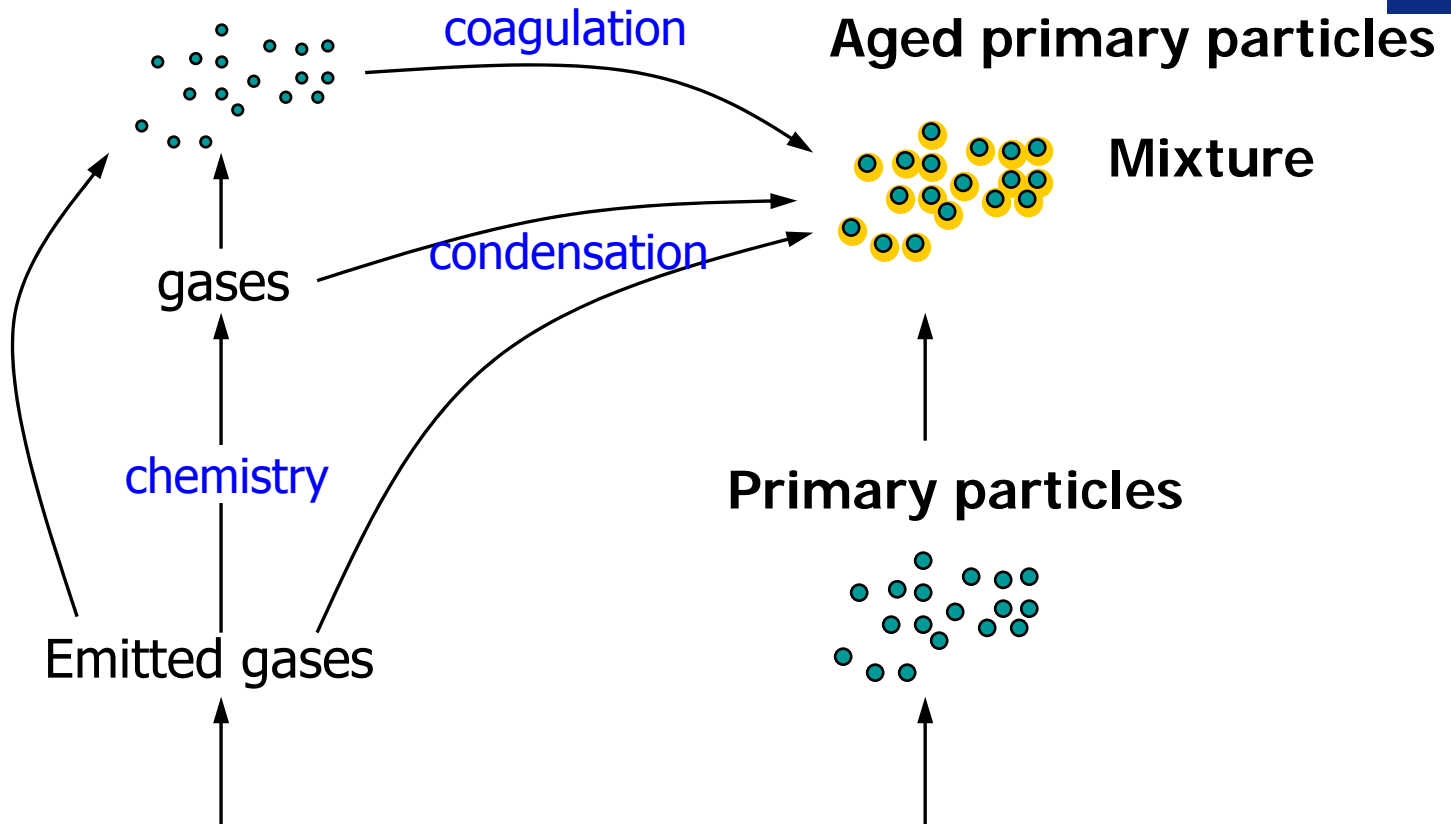 coagulation
Aged primary particles
Mixture
condensation
gases
chemistry
Primary particles
Emitted gases